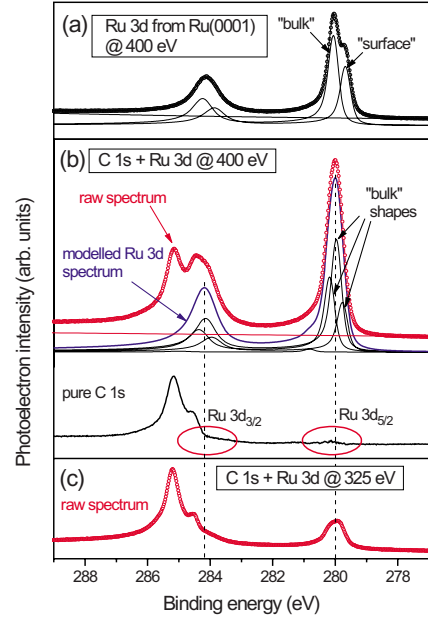 (a)
Ru 3d from Ru(0001)
@ 400 eV
"bulk"
"surface"
(b)
C 1s + Ru 3d @ 400 eV
raw spectrum
modelled Ru 3d
spectrum
"bulk"
shapes
pure C 1s
Ru 3d3/2
Ru 3d5/2
(c)
C 1s + Ru 3d @ 325 eV
raw spectrum
Photoelectron intensity (arb. units)
288 286 284 282 280 278
Binding energy (eV)